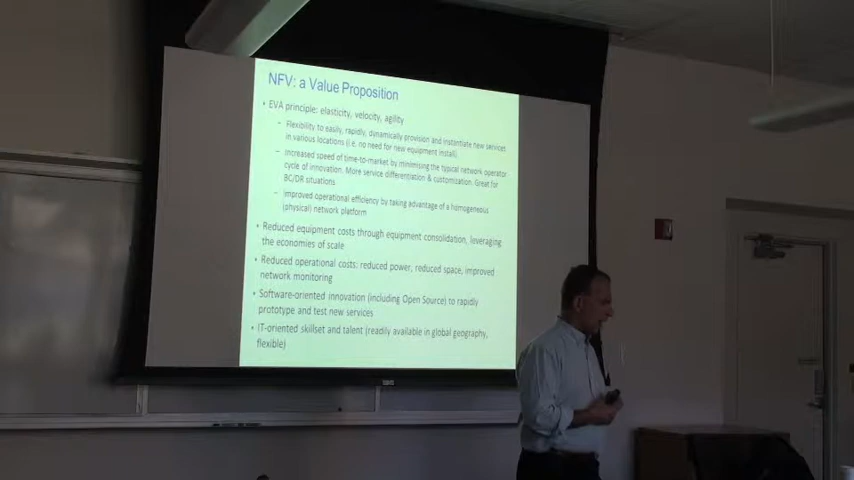 NFV: a Value Proposition
• EVA principle: elasticity, velocity, agility
– Flexibility to easily, rapidly, dynamically provision and instantiate new services
in various locations (i.e. no need for new equipment install)
– Increased speed of time-to-market by minimising the typical network operator
cycle of innovation. More service differentiation & customization. Great for
BC/DR situations
– Improved operational efficiency by taking advantage of a homogeneous
(physical) network platform
• Reduced equipment costs through equipment consolidation, leveraging
the economies of scale
• Reduced operational costs: reduced power, reduced space, improved
network monitoring
• Software-oriented innovation (including Open Source) to rapidly
prototype and test new services
• IT-oriented skillset and talent (readily available in global geography,
flexible)